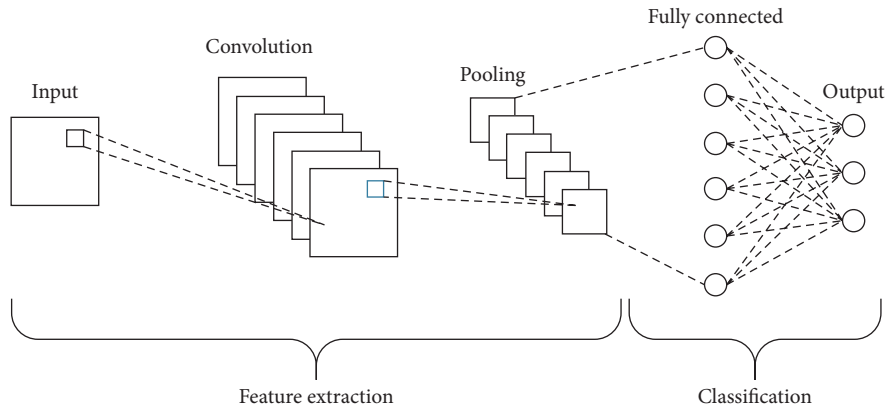 Input
Convolution
Pooling
Fully connected
Output
Feature extraction
Classification